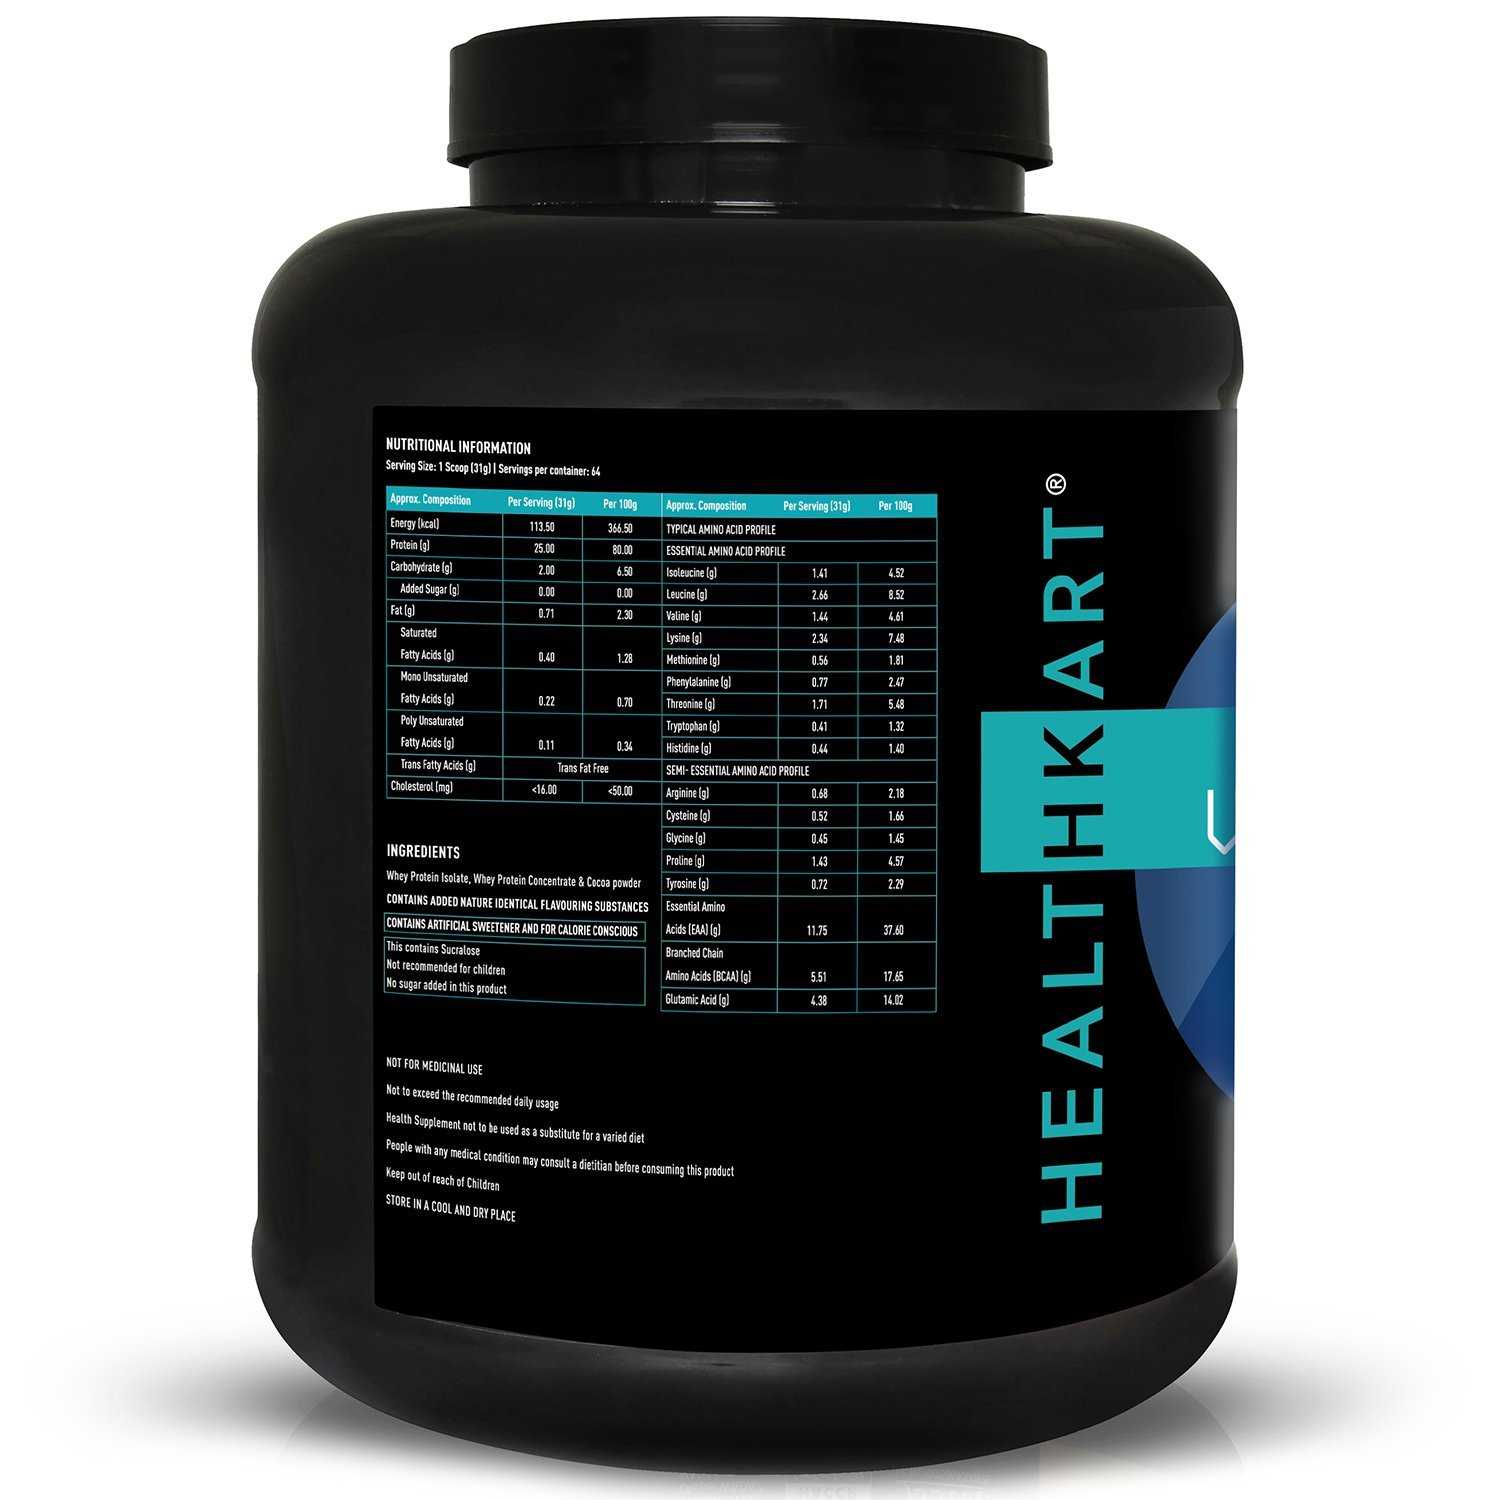 NUTRITIONAL INFORMATION
Serving Size: 1 Scoop (31g) | Servings per container: 64
Approx. Composition Per Serving (31g) Per 100g
Energy (kcal) 113.50 366.50
Protein (g) 25.00 80.00
Carbohydrate (g) 2.00 6.50
Added Sugar (g) 0.00 0.00
Fat (g) 0.71 2.30
Saturated
Fatty Acids (g) 0.40 1.28
Mono Unsaturated
Fatty Acids (g) 0.22 0.70
Poly Unsaturated
Fatty Acids (g) 0.11 0.34
Trans Fatty Acids (g) Trans Fat Free
Cholesterol (mg) <16.00 <50.00
Approx. Composition Per Serving (31g) Per 100g
TYPICAL AMINO ACID PROFILE
ESSENTIAL AMINO ACID PROFILE
Isoleucine (g) 1.41 4.52
Leucine (g) 2.66 8.52
Valine (g) 1.44 4.61
Lysine (g) 2.34 7.48
Methionine (g) 0.56 1.81
Phenylalanine (g) 0.77 2.47
Threonine (g) 1.71 5.48
Tryptophan (g) 0.41 1.32
Histidine (g) 0.44 1.40
SEMI- ESSENTIAL AMINO ACID PROFILE
Arginine (g) 0.68 2.18
Cysteine (g) 0.52 1.66
Glycine (g) 0.45 1.45
Proline (g) 1.43 4.57
Tyrosine (g) 0.72 2.29
Essential Amino
Acids (EAA) (g) 11.75 37.60
Branched Chain
Amino Acids (BCAA) (g) 5.51 17.65
Glutamic Acid (g) 4.38 14.02
INGREDIENTS
Whey Protein Isolate, Whey Protein Concentrate & Cocoa powder
CONTAINS ADDED NATURE IDENTICAL FLAVOURING SUBSTANCES
CONTAINS ARTIFICIAL SWEETENER AND FOR CALORIE CONSCIOUS
This contains Sucralose
Not recommended for children
No sugar added in this product
NOT FOR MEDICINAL USE
Not to exceed the recommended daily usage
Health Supplement not to be used as a substitute for a varied diet
People with any medical condition may consult a dietitian before consuming this product
Keep out of reach of Children
STORE IN A COOL AND DRY PLACE
HEALTHKART®